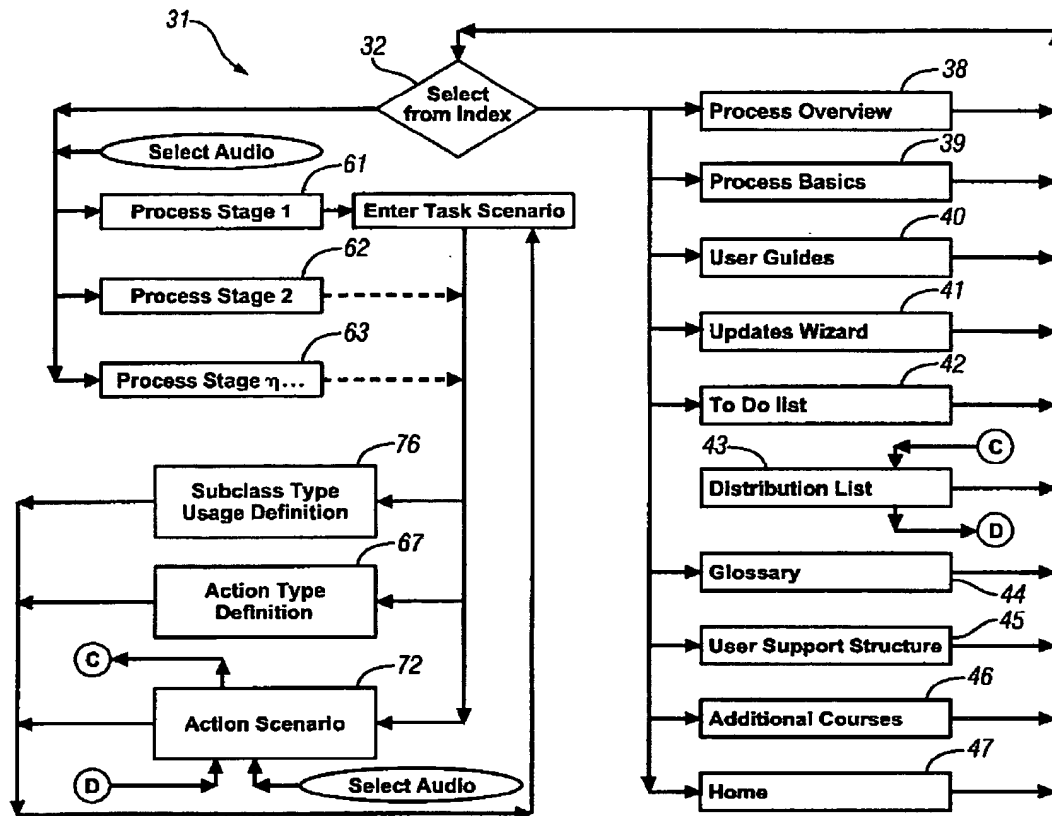 31
32
Select
from Index
38
Process Overview
Select Audio
61
Process Stage 1
Enter Task Scenario
39
Process Basics
62
Process Stage 2
40
User Guides
63
Process Stage η...
41
Updates Wizard
42
To Do list
76
Subclass Type
Usage Definition
43
C
Distribution List
D
67
Action Type
Definition
Glossary
44
C
72
Action Scenario
45
User Support Structure
46
Additional Courses
D
Select Audio
47
Home